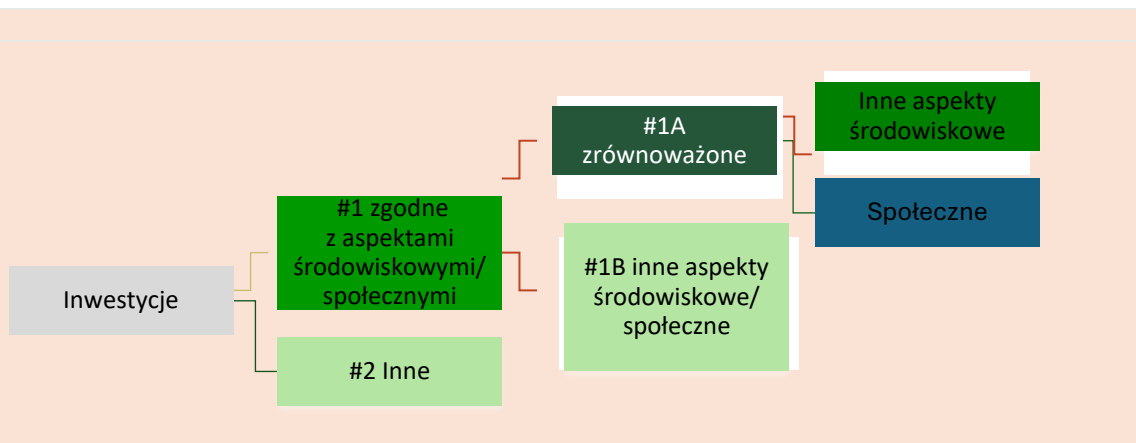 Inwestycje
#1 zgodne
z aspektami
środowiskowymi/
społecznymi
#2 Inne
#1A
zrównoważone
#1B inne aspekty
środowiskowe/
społeczne
Inne aspekty
środowiskowe
Społeczne